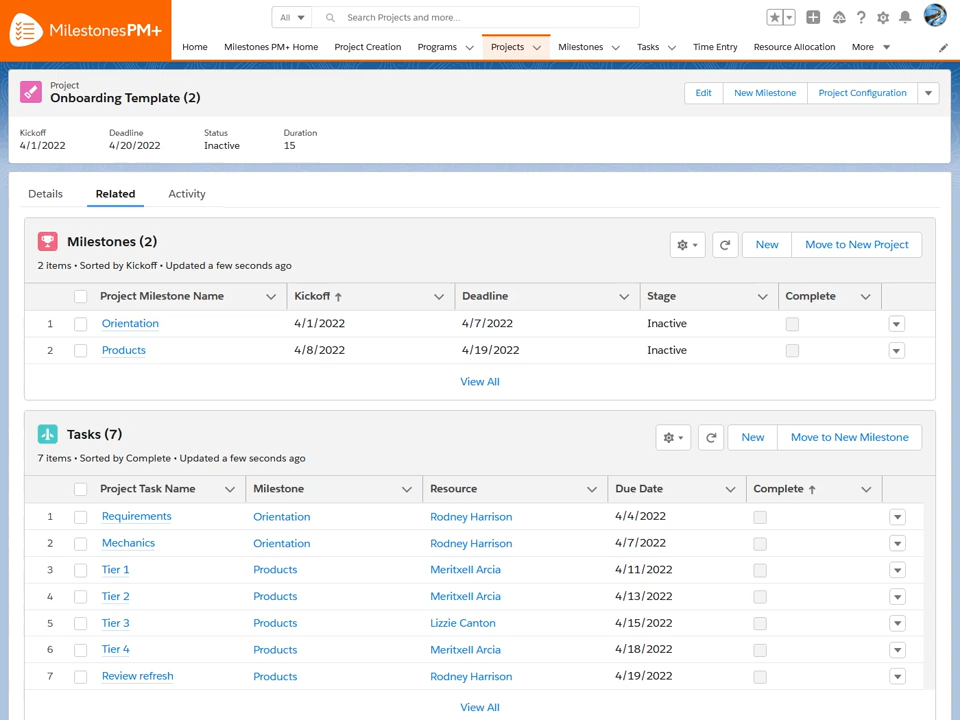 MilestonesPM+
All
Search Projects and more...
Home Milestones PM+ Home Project Creation Programs Projects Milestones Tasks Time Entry Resource Allocation More
Project
Onboarding Template (2)
Edit New Milestone Project Configuration
Kickoff Deadline Status Duration
4/1/2022 4/20/2022 Inactive 15
Details Related Activity
Milestones (2)
New Move to New Project
2 items • Sorted by Kickoff • Updated a few seconds ago
Project Milestone Name Kickoff ↑ Deadline Stage Complete
1 Orientation 4/1/2022 4/7/2022 Inactive
2 Products 4/8/2022 4/19/2022 Inactive
View All
Tasks (7)
New Move to New Milestone
7 items • Sorted by Complete • Updated a few seconds ago
Project Task Name Milestone Resource Due Date Complete ↑
1 Requirements Orientation Rodney Harrison 4/4/2022
2 Mechanics Orientation Rodney Harrison 4/7/2022
3 Tier 1 Products Meritxell Arcia 4/11/2022
4 Tier 2 Products Meritxell Arcia 4/13/2022
5 Tier 3 Products Lizzie Canton 4/15/2022
6 Tier 4 Products Meritxell Arcia 4/18/2022
7 Review refresh Products Rodney Harrison 4/19/2022
View All